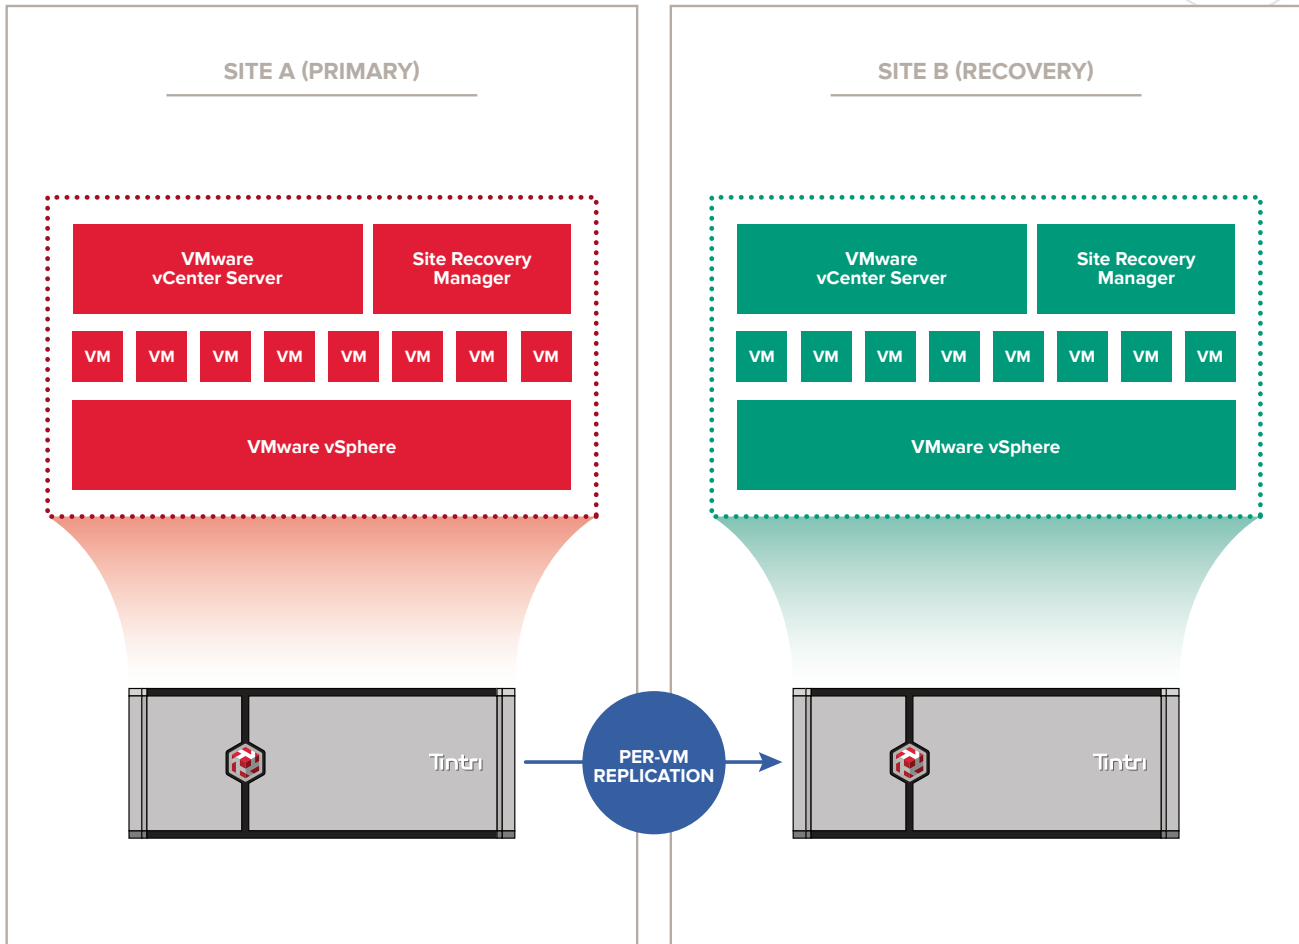 SITE A (PRIMARY)
VMware
vCenter Server
Site Recovery
Manager
VM VM VM VM VM VM VM VM
VMware vSphere
Tintri
PER-VM
REPLICATION
SITE B (RECOVERY)
VMware
vCenter Server
Site Recovery
Manager
VM VM VM VM VM VM VM VM
VMware vSphere
Tintri